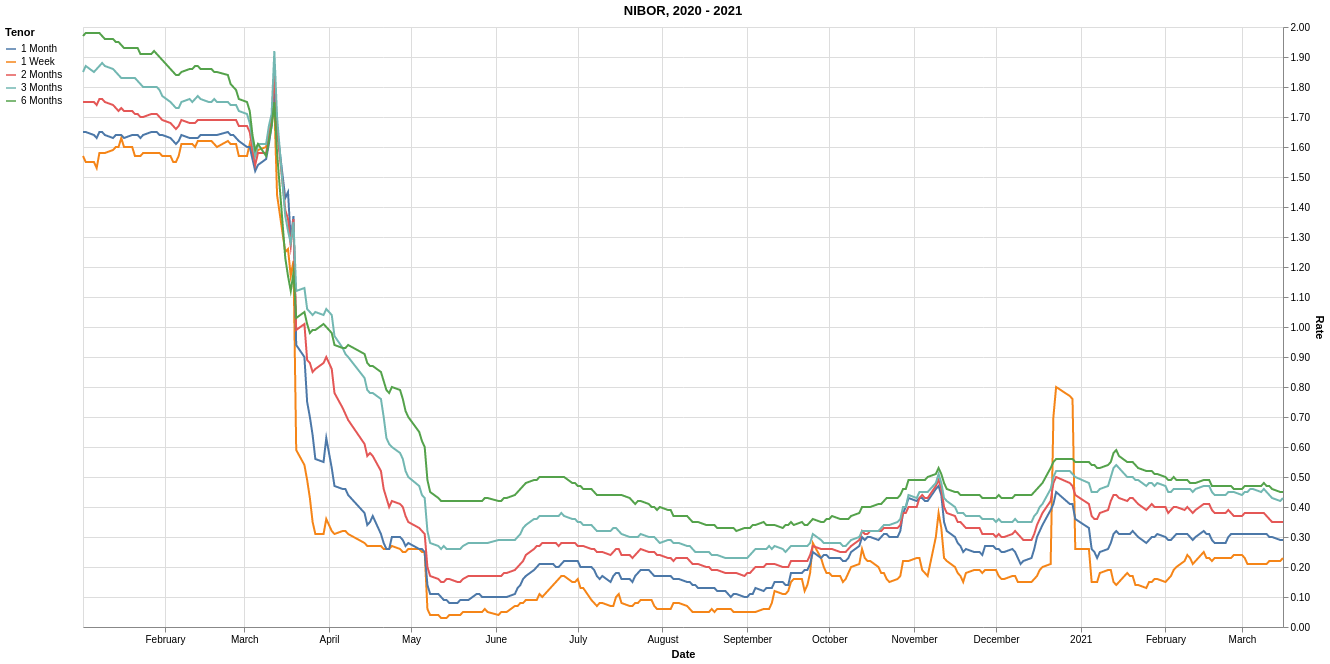 NIBOR, 2020 - 2021
Tenor
1 Month
1 Week
2 Months
3 Months
6 Months
2.00
1.90
1.80
1.70
1.60
1.50
1.40
1.30
1.20
1.10
1.00
0.90
0.80
0.70
0.60
0.50
0.40
0.30
0.20
0.10
0.00
Rate
February March April May June July August September October November December 2021 February March
Date